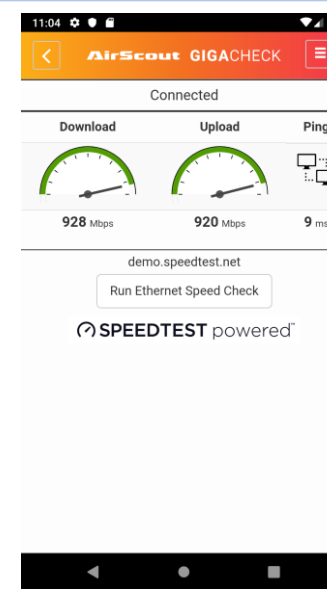 11:04
AirScout GIGACHECK
Connected
Download Upload Ping
928 Mbps 920 Mbps 9 ms
demo.speedtest.net
Run Ethernet Speed Check
SPEEDTEST powered™